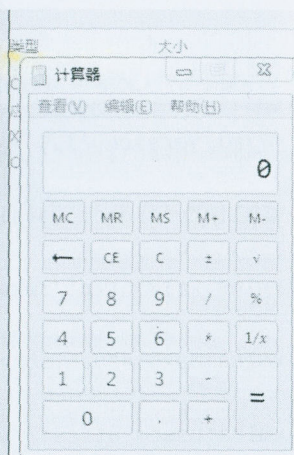 类型 大小
计算器
查看(V) 编辑(E) 帮助(H)
0
MC MR MS M+ M-
← CE C ± √
7 8 9 / %
4 5 6 * 1/x
1 2 3 - =
0 . +